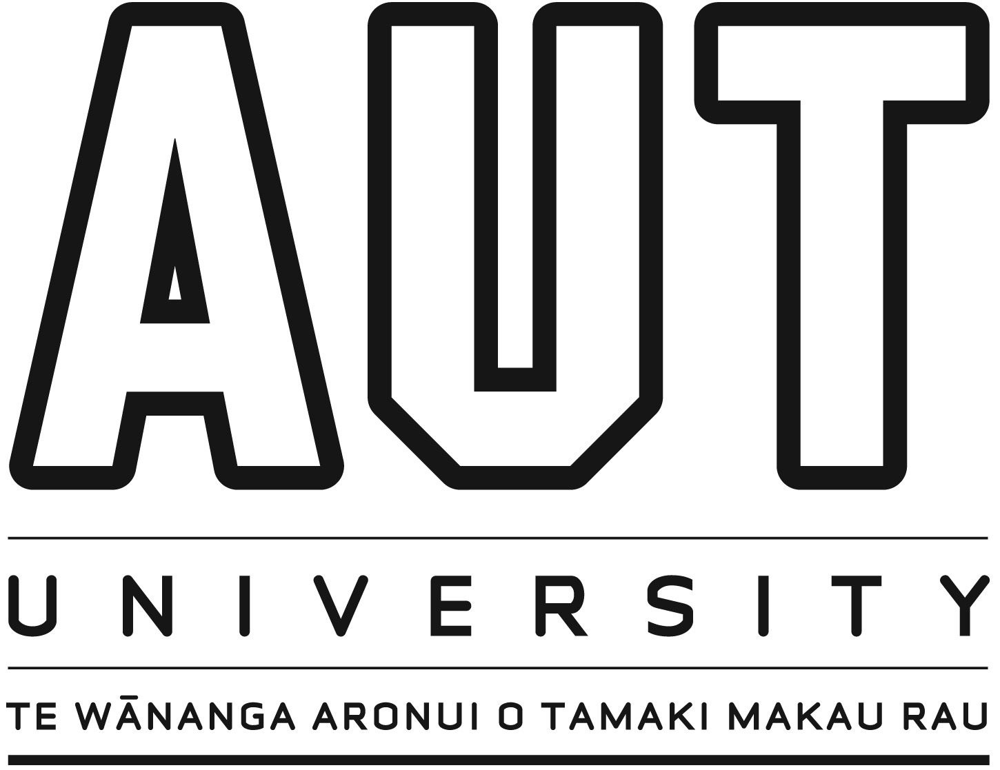 AUT
UNIVERSITY
TE WĀNANGA ARONUI O TAMAKI MAKAU RAU